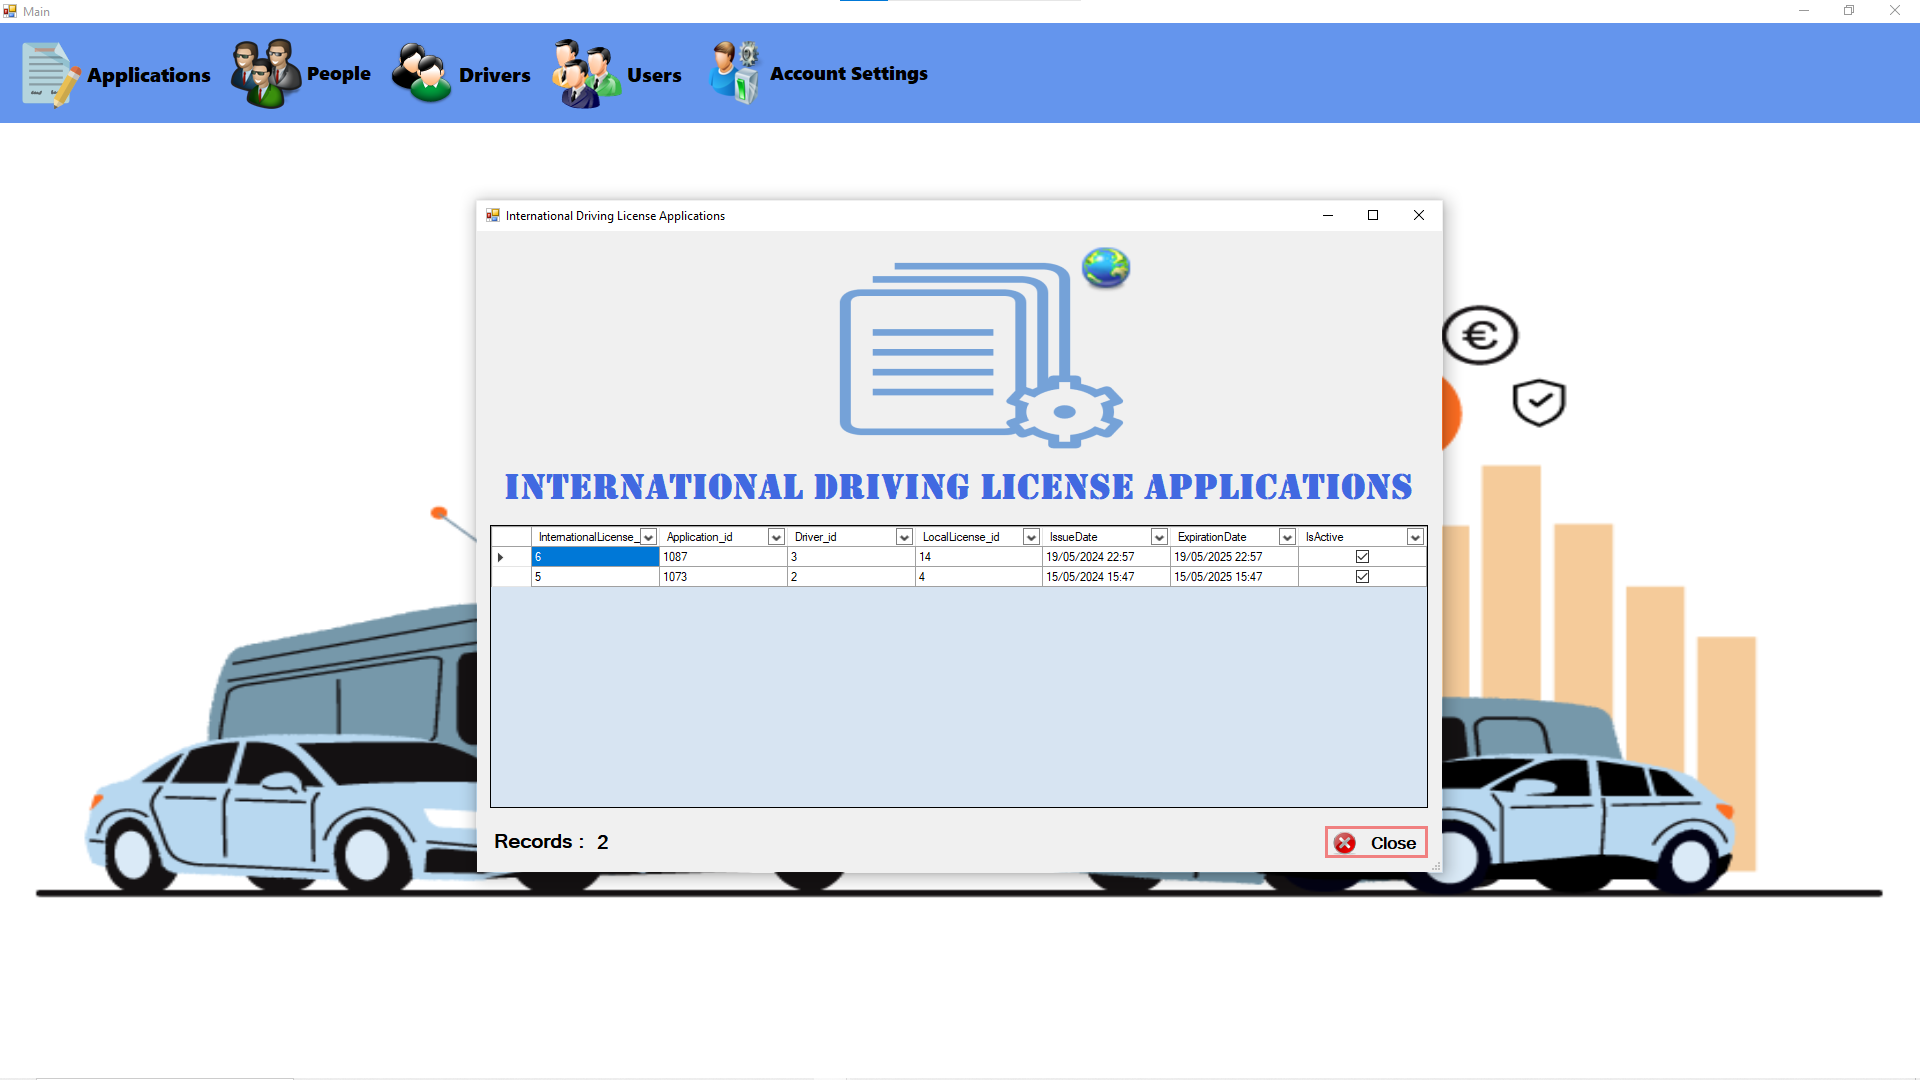 Main
Applications People Drivers Users Account Settings
International Driving License Applications
€
INTERNATIONAL DRIVING LICENSE APPLICATIONS
InternationalLicense_ Application_id Driver_id LocalLicense_id IssueDate ExpirationDate IsActive
6 1087 3 14 19/05/2024 22:57 19/05/2025 22:57
5 1073 2 4 15/05/2024 15:47 15/05/2025 15:47
Records : 2
Close